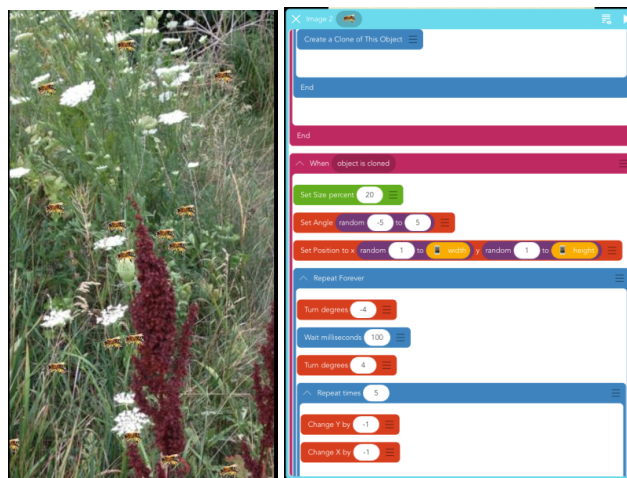 Image 2
Create a Clone of This Object
End
End
When object is cloned
Set Size percent 20
Set Angle random -5 to 5
Set Position to x random 1 to width y random 1 to height
Repeat Forever
Turn degrees -4
Wait milliseconds 100
Turn degrees 4
Repeat times 5
Change Y by -1
Change X by -1